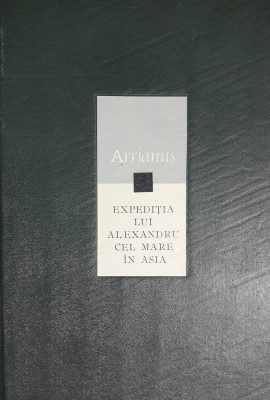 Arrianus
EXPEDIȚIA
LUI
ALEXANDRU
CEL MARE
ÎN ASIA